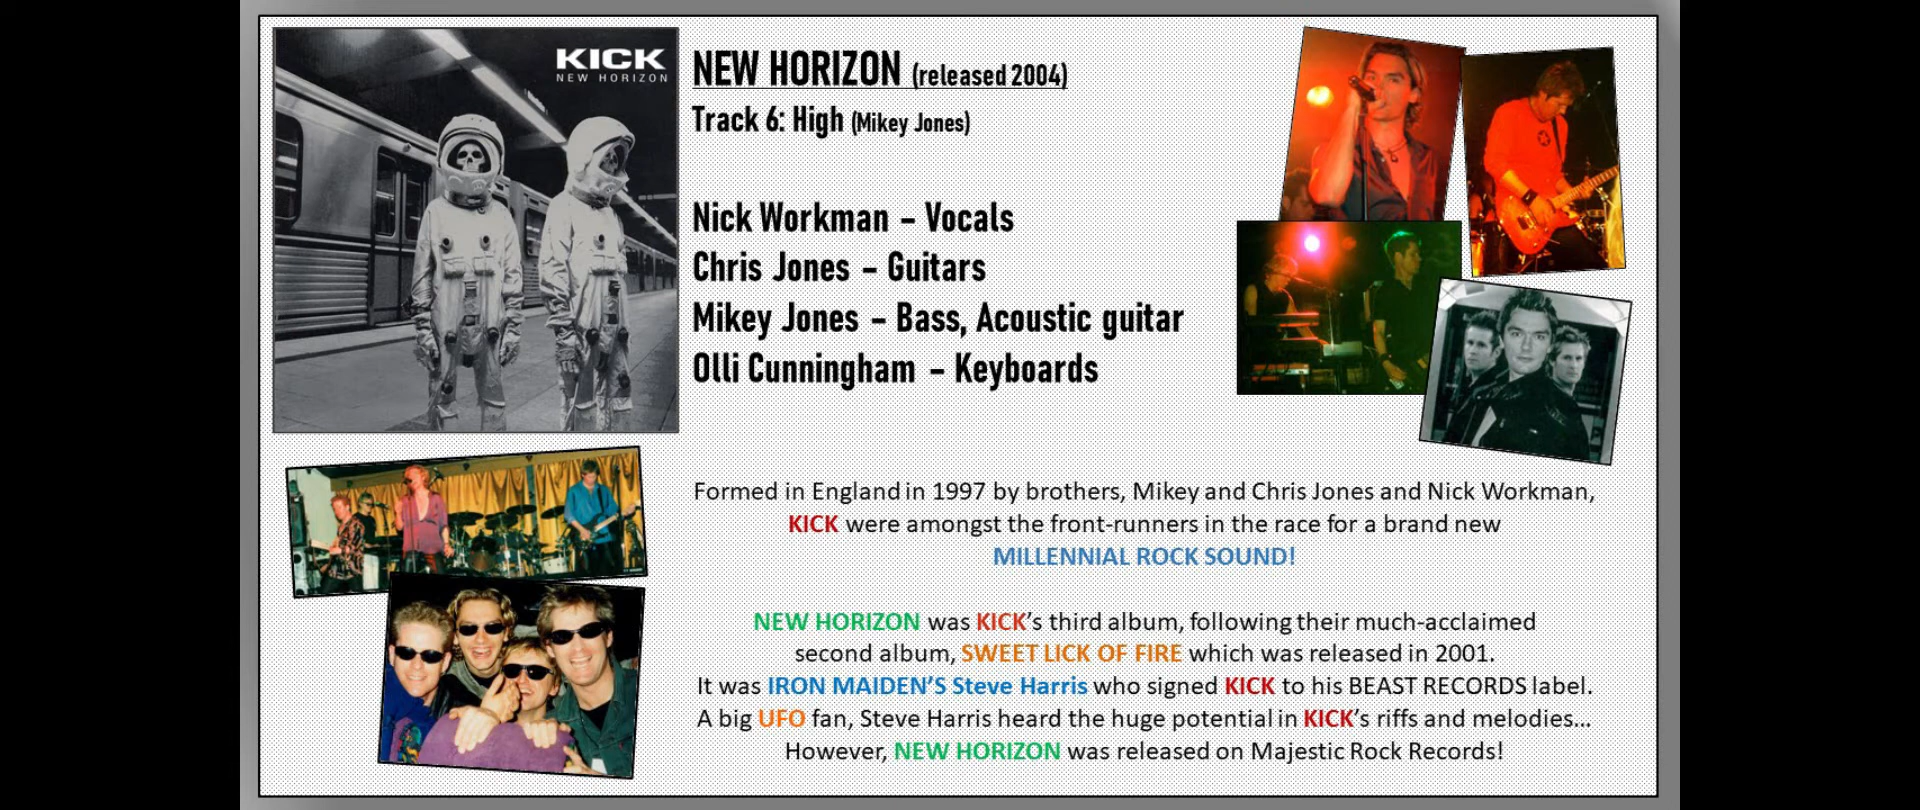 KICK
NEW HORIZON
NEW HORIZON (released 2004)
Track 6: High (Mikey Jones)
Nick Workman – Vocals
Chris Jones – Guitars
Mikey Jones – Bass, Acoustic guitar
Olli Cunningham – Keyboards
Formed in England in 1997 by brothers, Mikey and Chris Jones and Nick Workman,
KICK were amongst the front-runners in the race for a brand new
MILLENNIAL ROCK SOUND!
NEW HORIZON was KICK’s third album, following their much-acclaimed
second album, SWEET LICK OF FIRE which was released in 2001.
It was IRON MAIDEN’S Steve Harris who signed KICK to his BEAST RECORDS label.
A big UFO fan, Steve Harris heard the huge potential in KICK’s riffs and melodies...
However, NEW HORIZON was released on Majestic Rock Records!